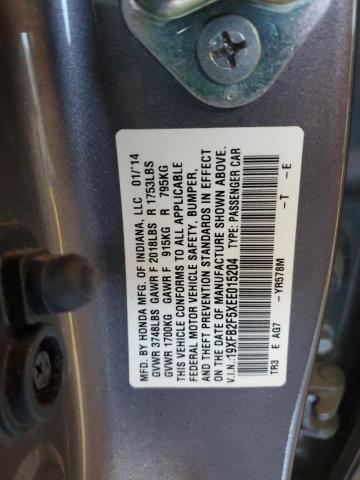 MFD. BY HONDA MFG. OF INDIANA, LLC 01/'14
GVWR 3748LBS GAWR F 2018LBS R 1753LBS
GVWR 1700KG GAWR F 915KG R 795KG
THIS VEHICLE CONFORMS TO ALL APPLICABLE
FEDERAL MOTOR VEHICLE SAFETY, BUMPER,
AND THEFT PREVENTION STANDARDS IN EFFECT
ON THE DATE OF MANUFACTURE SHOWN ABOVE.
V.I.N.:19XFB2F5XEE015204 TYPE: PASSENGER CAR
TR3 E AG7 -YR578M -T -E